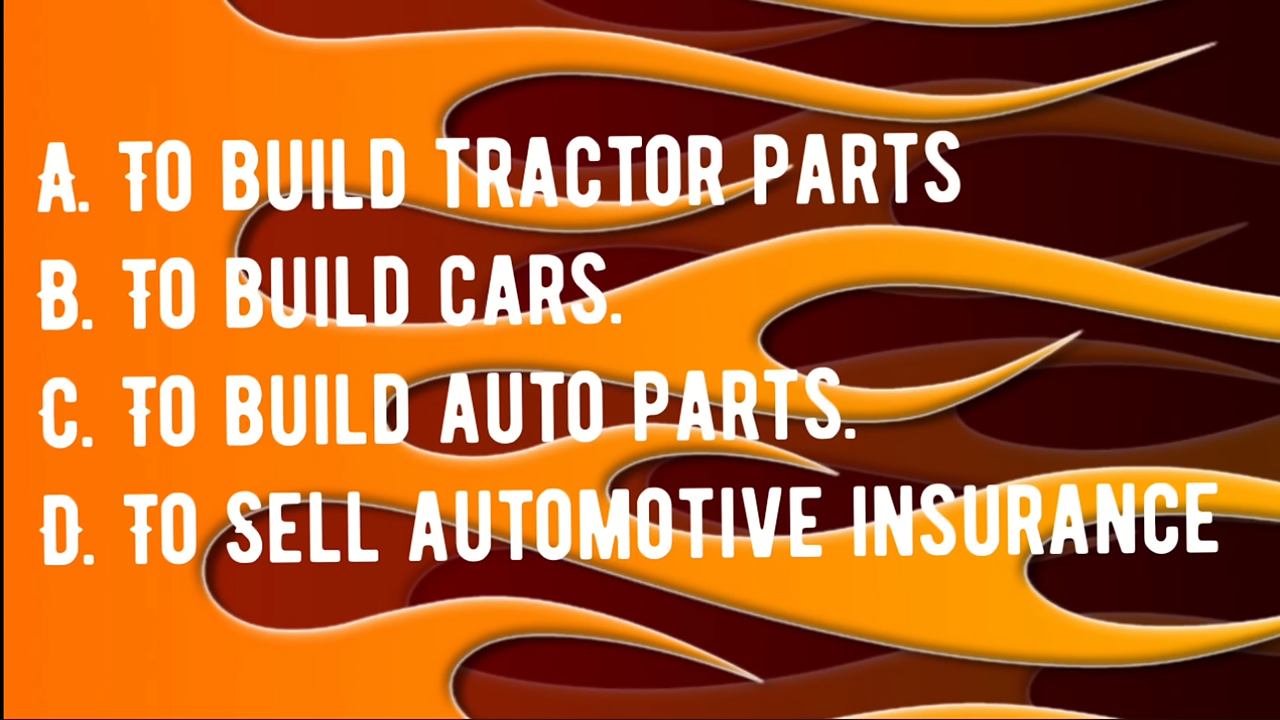 A. TO BUILD TRACTOR PARTS
B. TO BUILD CARS.
C. TO BUILD AUTO PARTS.
D. TO SELL AUTOMOTIVE INSURANCE